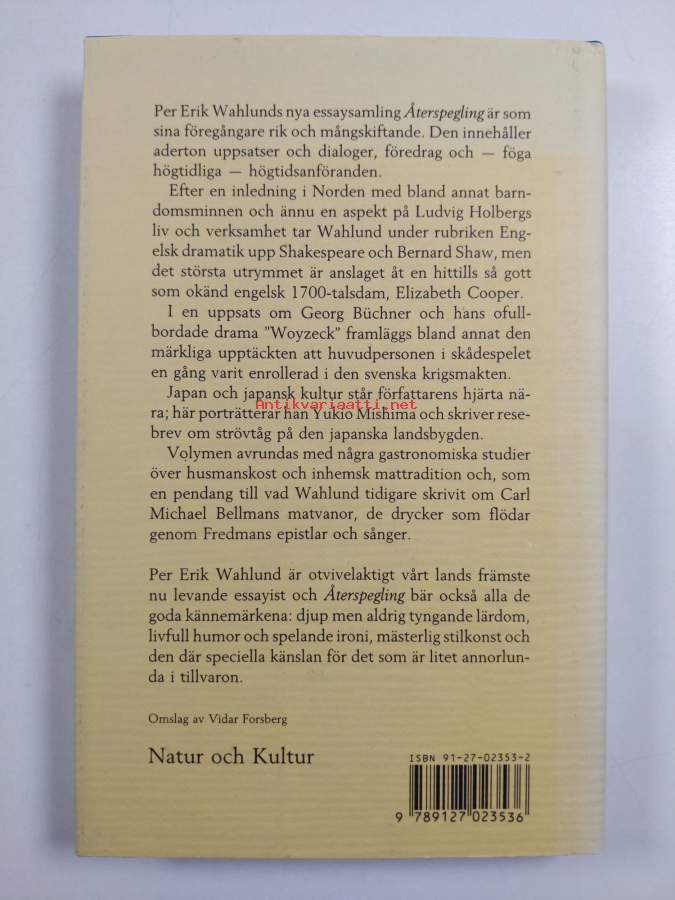 Per Erik Wahlunds nya essaysamling Återspegling är som
sina föregångare rik och mångskiftande. Den innehåller
aderton uppsatser och dialoger, föredrag och — föga
högtidliga — högtidsanföranden.
Efter en inledning i Norden med bland annat barn-
domsminnen och ännu en aspekt på Ludvig Holbergs
liv och verksamhet tar Wahlund under rubriken Eng-
elsk dramatik upp Shakespeare och Bernard Shaw, men
det största utrymmet är anslaget åt en hittills så gott
som okänd engelsk 1700-talsdam, Elizabeth Cooper.
I en uppsats om Georg Büchner och hans ofull-
bordade drama "Woyzeck" framläggs bland annat den
märkliga upptäckten att huvudpersonen i skådespelet
en gång varit enrollerad i den svenska krigsmakten.
Japan och japansk kultur står författarens hjärta nä-
Antikvariaatti.net
ra; här porträtterar han Yukio Mishima och skriver rese-
brev om strövtåg på den japanska landsbygden.
Volymen avrundas med några gastronomiska studier
över husmanskost och inhemsk mattradition och, som
en pendang till vad Wahlund tidigare skrivit om Carl
Michael Bellmans matvanor, de drycker som flödar
genom Fredmans epistlar och sånger.
Per Erik Wahlund är otvivelaktigt vårt lands främste
nu levande essayist och Återspegling bär också alla de
goda kännemärkena: djup men aldrig tyngande lärdom,
livfull humor och spelande ironi, mästerlig stilkonst och
den där speciella känslan för det som är litet annorlun-
da i tillvaron.
Omslag av Vidar Forsberg
Natur och Kultur
ISBN 91-27-02353-2
9 789127 023536